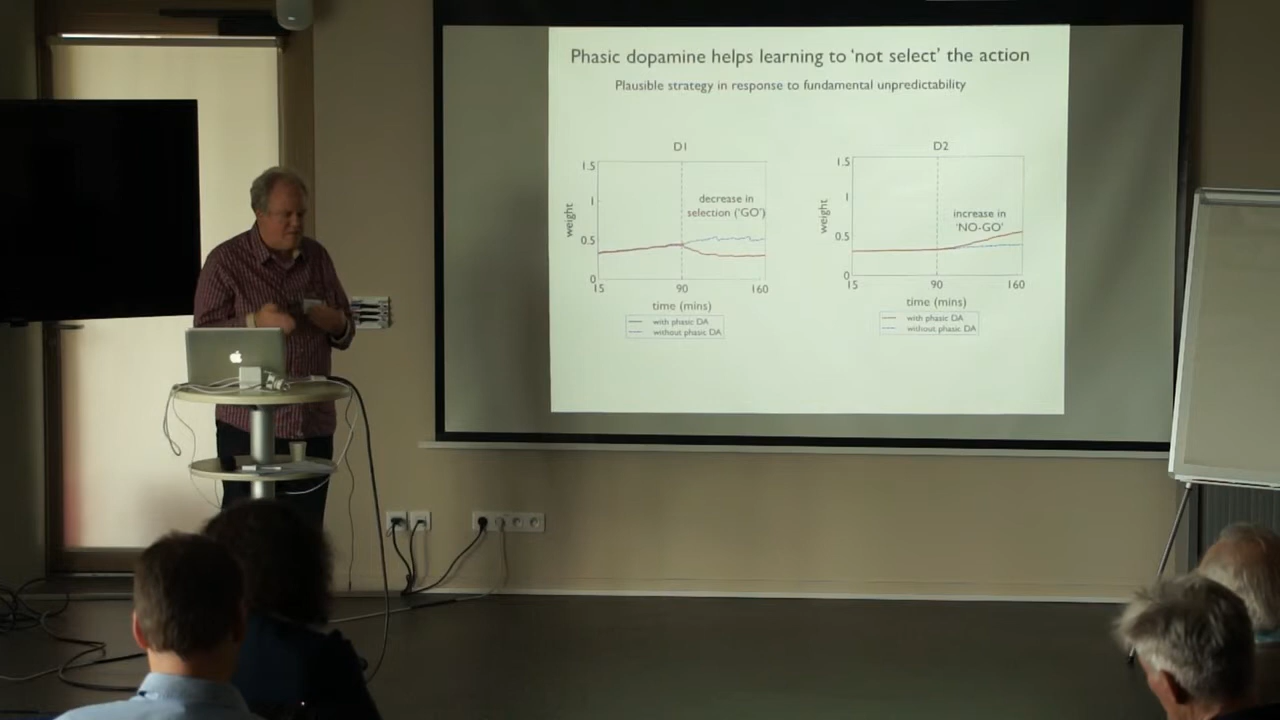 Phasic dopamine helps learning to 'not select' the action
Plausible strategy in response to fundamental unpredictability
D1
1.5
1
0.5
0
weight
decrease in
selection ('GO')
15
90
160
time (mins)
with phasic DA
without phasic DA
D2
1.5
1
0.5
0
weight
increase in
'NO-GO'
15
90
160
time (mins)
with phasic DA
without phasic DA